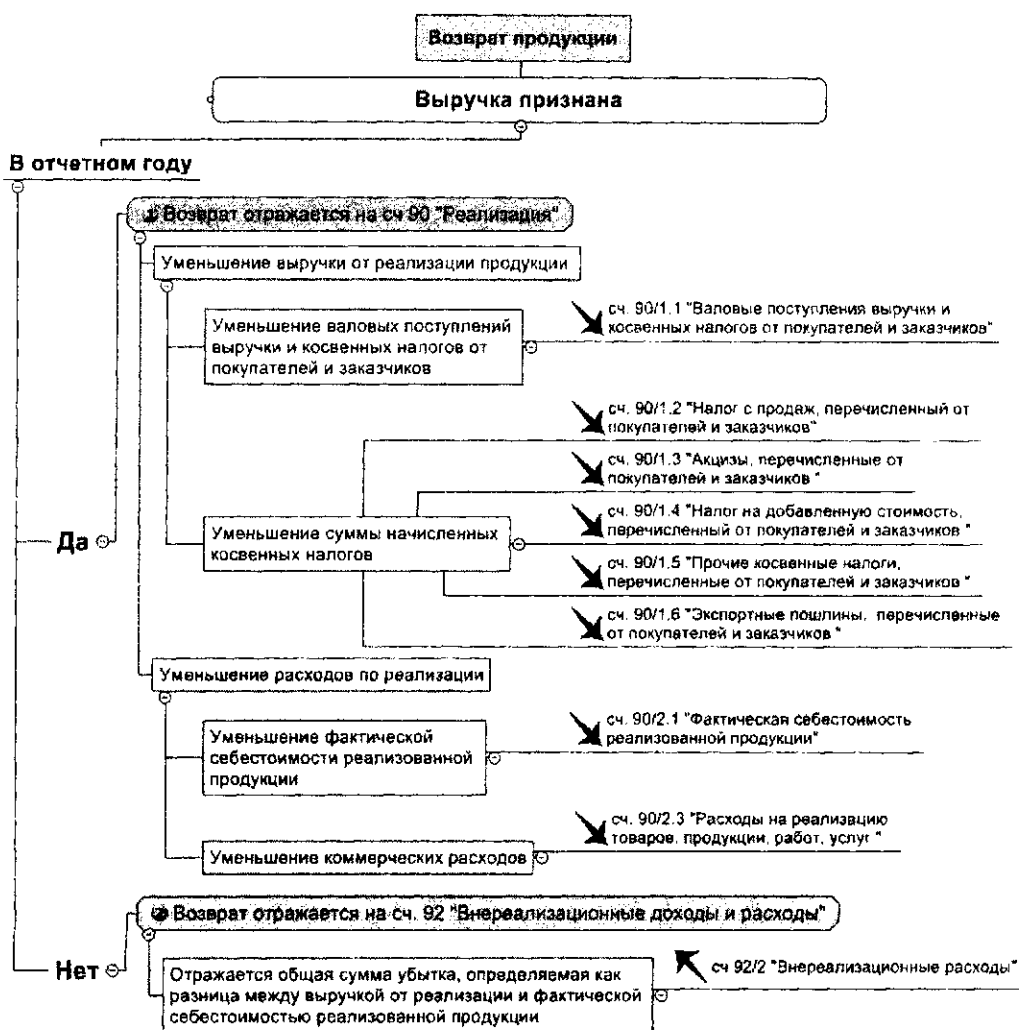 Возврат продукции
Выручка признана
В отчетном году
Да
① Возврат отражается на сч 90 "Реализация"
Уменьшение выручки от реализации продукции
Уменьшение валовых поступлений
выручки и косвенных налогов от
покупателей и заказчиков
сч. 90/1.1 "Валовые поступления выручки и
косвенных налогов от покупателей и заказчиков"
Уменьшение суммы начисленных
косвенных налогов
сч. 90/1.2 "Налог с продаж, перечисленный от
покупателей и заказчиков"
сч. 90/1.3 "Акцизы, перечисленные от
покупателей и заказчиков "
сч. 90/1.4 "Налог на добавленную стоимость,
перечисленный от покупателей и заказчиков "
сч. 90/1.5 "Прочие косвенные налоги,
перечисленные от покупателей и заказчиков "
сч. 90/1.6 "Экспортные пошлины, перечисленные
от покупателей и заказчиков "
Уменьшение расходов по реализации
Уменьшение фактической
себестоимости реализованной
продукции
сч. 90/2.1 "Фактическая себестоимость
реализованной продукции"
Уменьшение коммерческих расходов
сч. 90/2.3 "Расходы на реализацию
товаров, продукции, работ, услуг "
Нет
② Возврат отражается на сч. 92 "Внереализационные доходы и расходы"
Отражается общая сумма убытка, определяемая как
разница между выручкой от реализации и фактической
себестоимостью реализованной продукции
сч 92/2 "Внереализационные расходы"